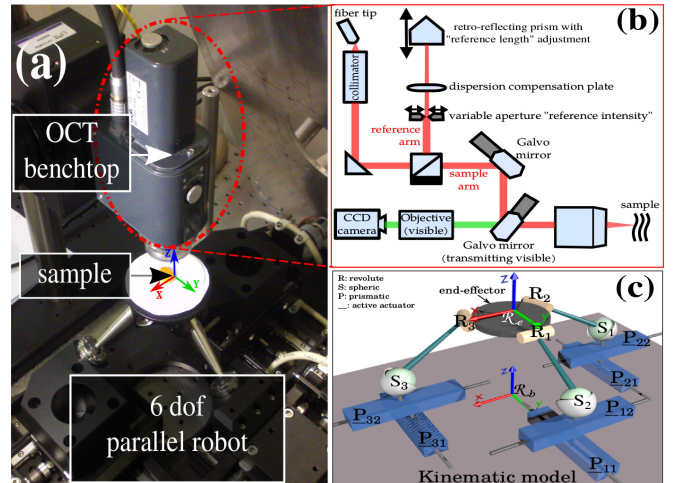 (a)
OCT
benchtop
sample
Z
X
Y
6 dof
parallel robot
(b)
fiber tip
collimator
retro-reflecting prism with
"reference length" adjustment
dispersion compensation plate
variable aperture "reference intensity"
reference
arm
Galvo
mirror
sample
arm
CCD
camera
Objective
(visible)
sample
Galvo mirror
(transmitting visible)
(c)
R: revolute
S: spheric
P: prismatic
__: active actuator
end-effector
Z
R2
X
Re
Y
R3
R1
S1
P22
P21
S3
Z
Rb
X
Y
S2
P12
P32
P31
P11
Kinematic model